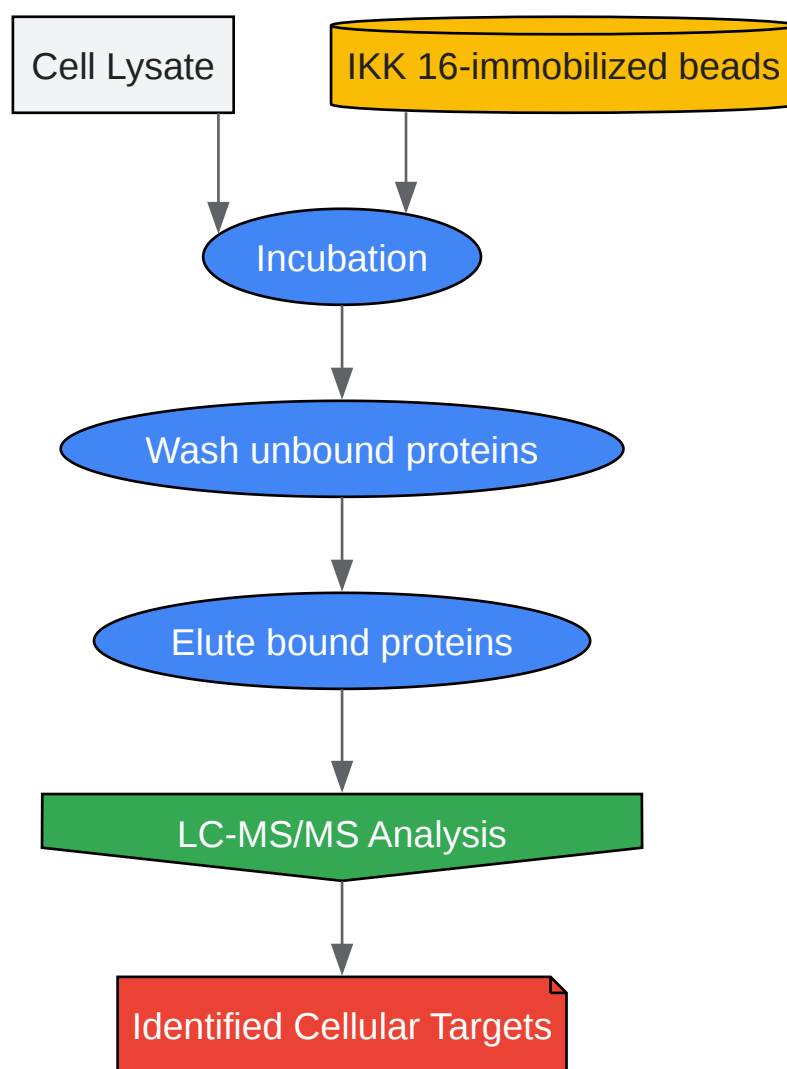 Cell Lysate
IKK 16-immobilized beads
Incubation
Wash unbound proteins
Elute bound proteins
LC-MS/MS Analysis
Identified Cellular Targets